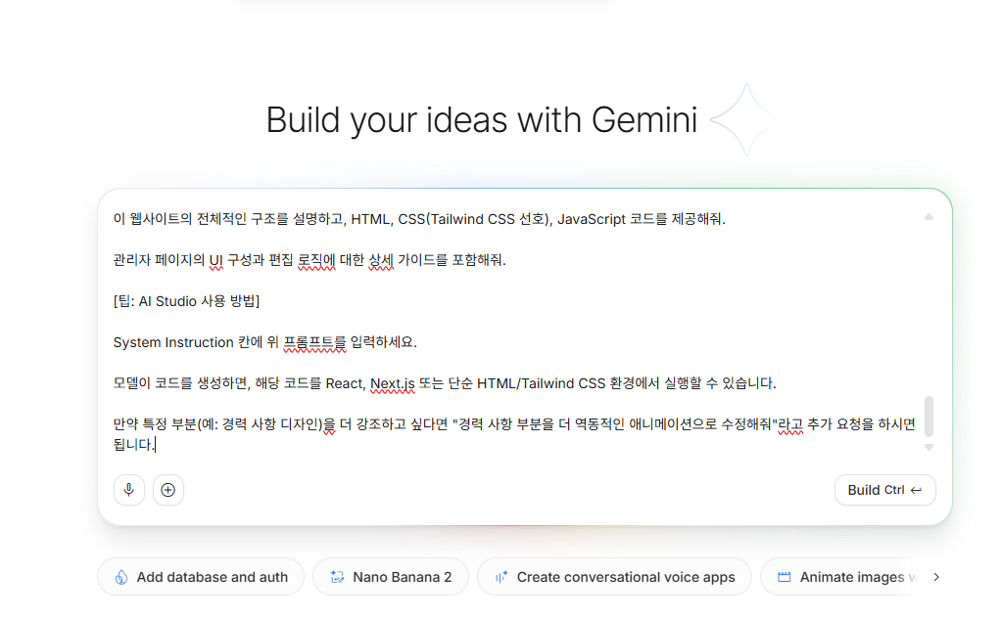 Build your ideas with Gemini
이 웹사이트의 전체적인 구조를 설명하고, HTML, CSS(Tailwind CSS 선호), JavaScript 코드를 제공해줘.
관리자 페이지의 UI 구성과 편집 로직에 대한 상세 가이드를 포함해줘.
[팁: AI Studio 사용 방법]
System Instruction 칸에 위 프롬프트를 입력하세요.
모델이 코드를 생성하면, 해당 코드를 React, Next.js 또는 단순 HTML/Tailwind CSS 환경에서 실행할 수 있습니다.
만약 특정 부분(예: 경력 사항 디자인)을 더 강조하고 싶다면 "경력 사항 부분을 더 역동적인 애니메이션으로 수정해줘"라고 추가 요청을 하시면
됩니다.
Build Ctrl ↵
Add database and auth
Nano Banana 2
Create conversational voice apps
Animate images